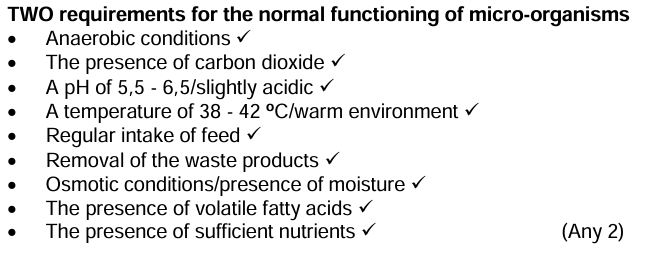 TWO requirements for the normal functioning of micro-organisms
• Anaerobic conditions ✓
• The presence of carbon dioxide ✓
• A pH of 5,5 - 6,5/slightly acidic ✓
• A temperature of 38 - 42 ºC/warm environment ✓
• Regular intake of feed ✓
• Removal of the waste products ✓
• Osmotic conditions/presence of moisture ✓
• The presence of volatile fatty acids ✓
• The presence of sufficient nutrients ✓ (Any 2)